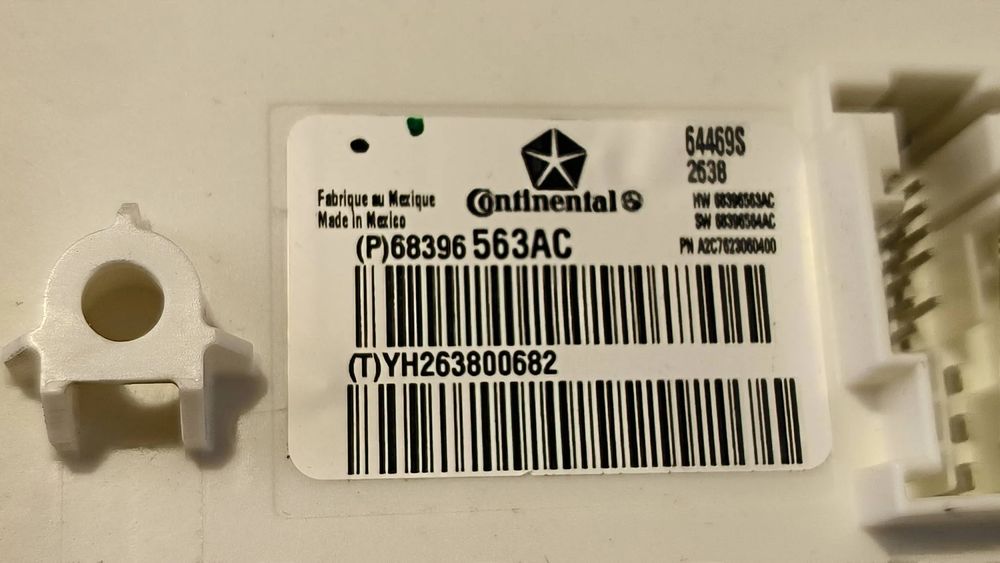 64469S
2638
Fabrique au Mexique
Made in Mexico
Continental
HW 68396563AC
SW 68396564AC
PN A2C7623060400
(P)68396 563AC
(T)YH263800682